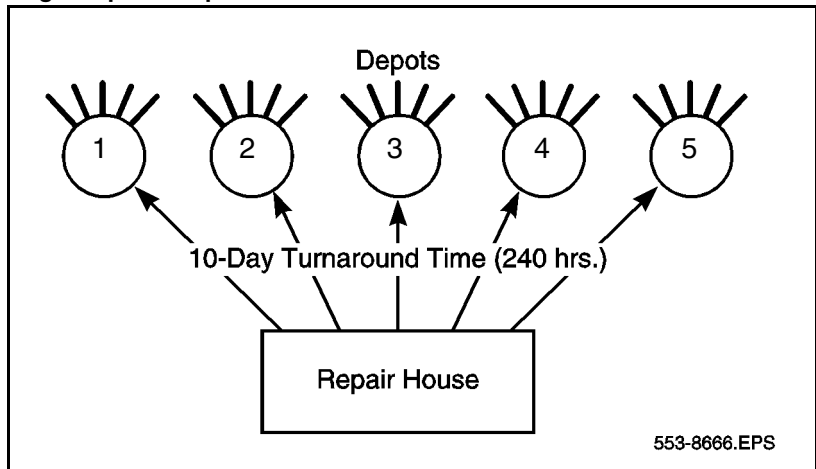 Depots
1 2 3 4 5
10-Day Turnaround Time (240 hrs.)
Repair House
553-8666.EPS